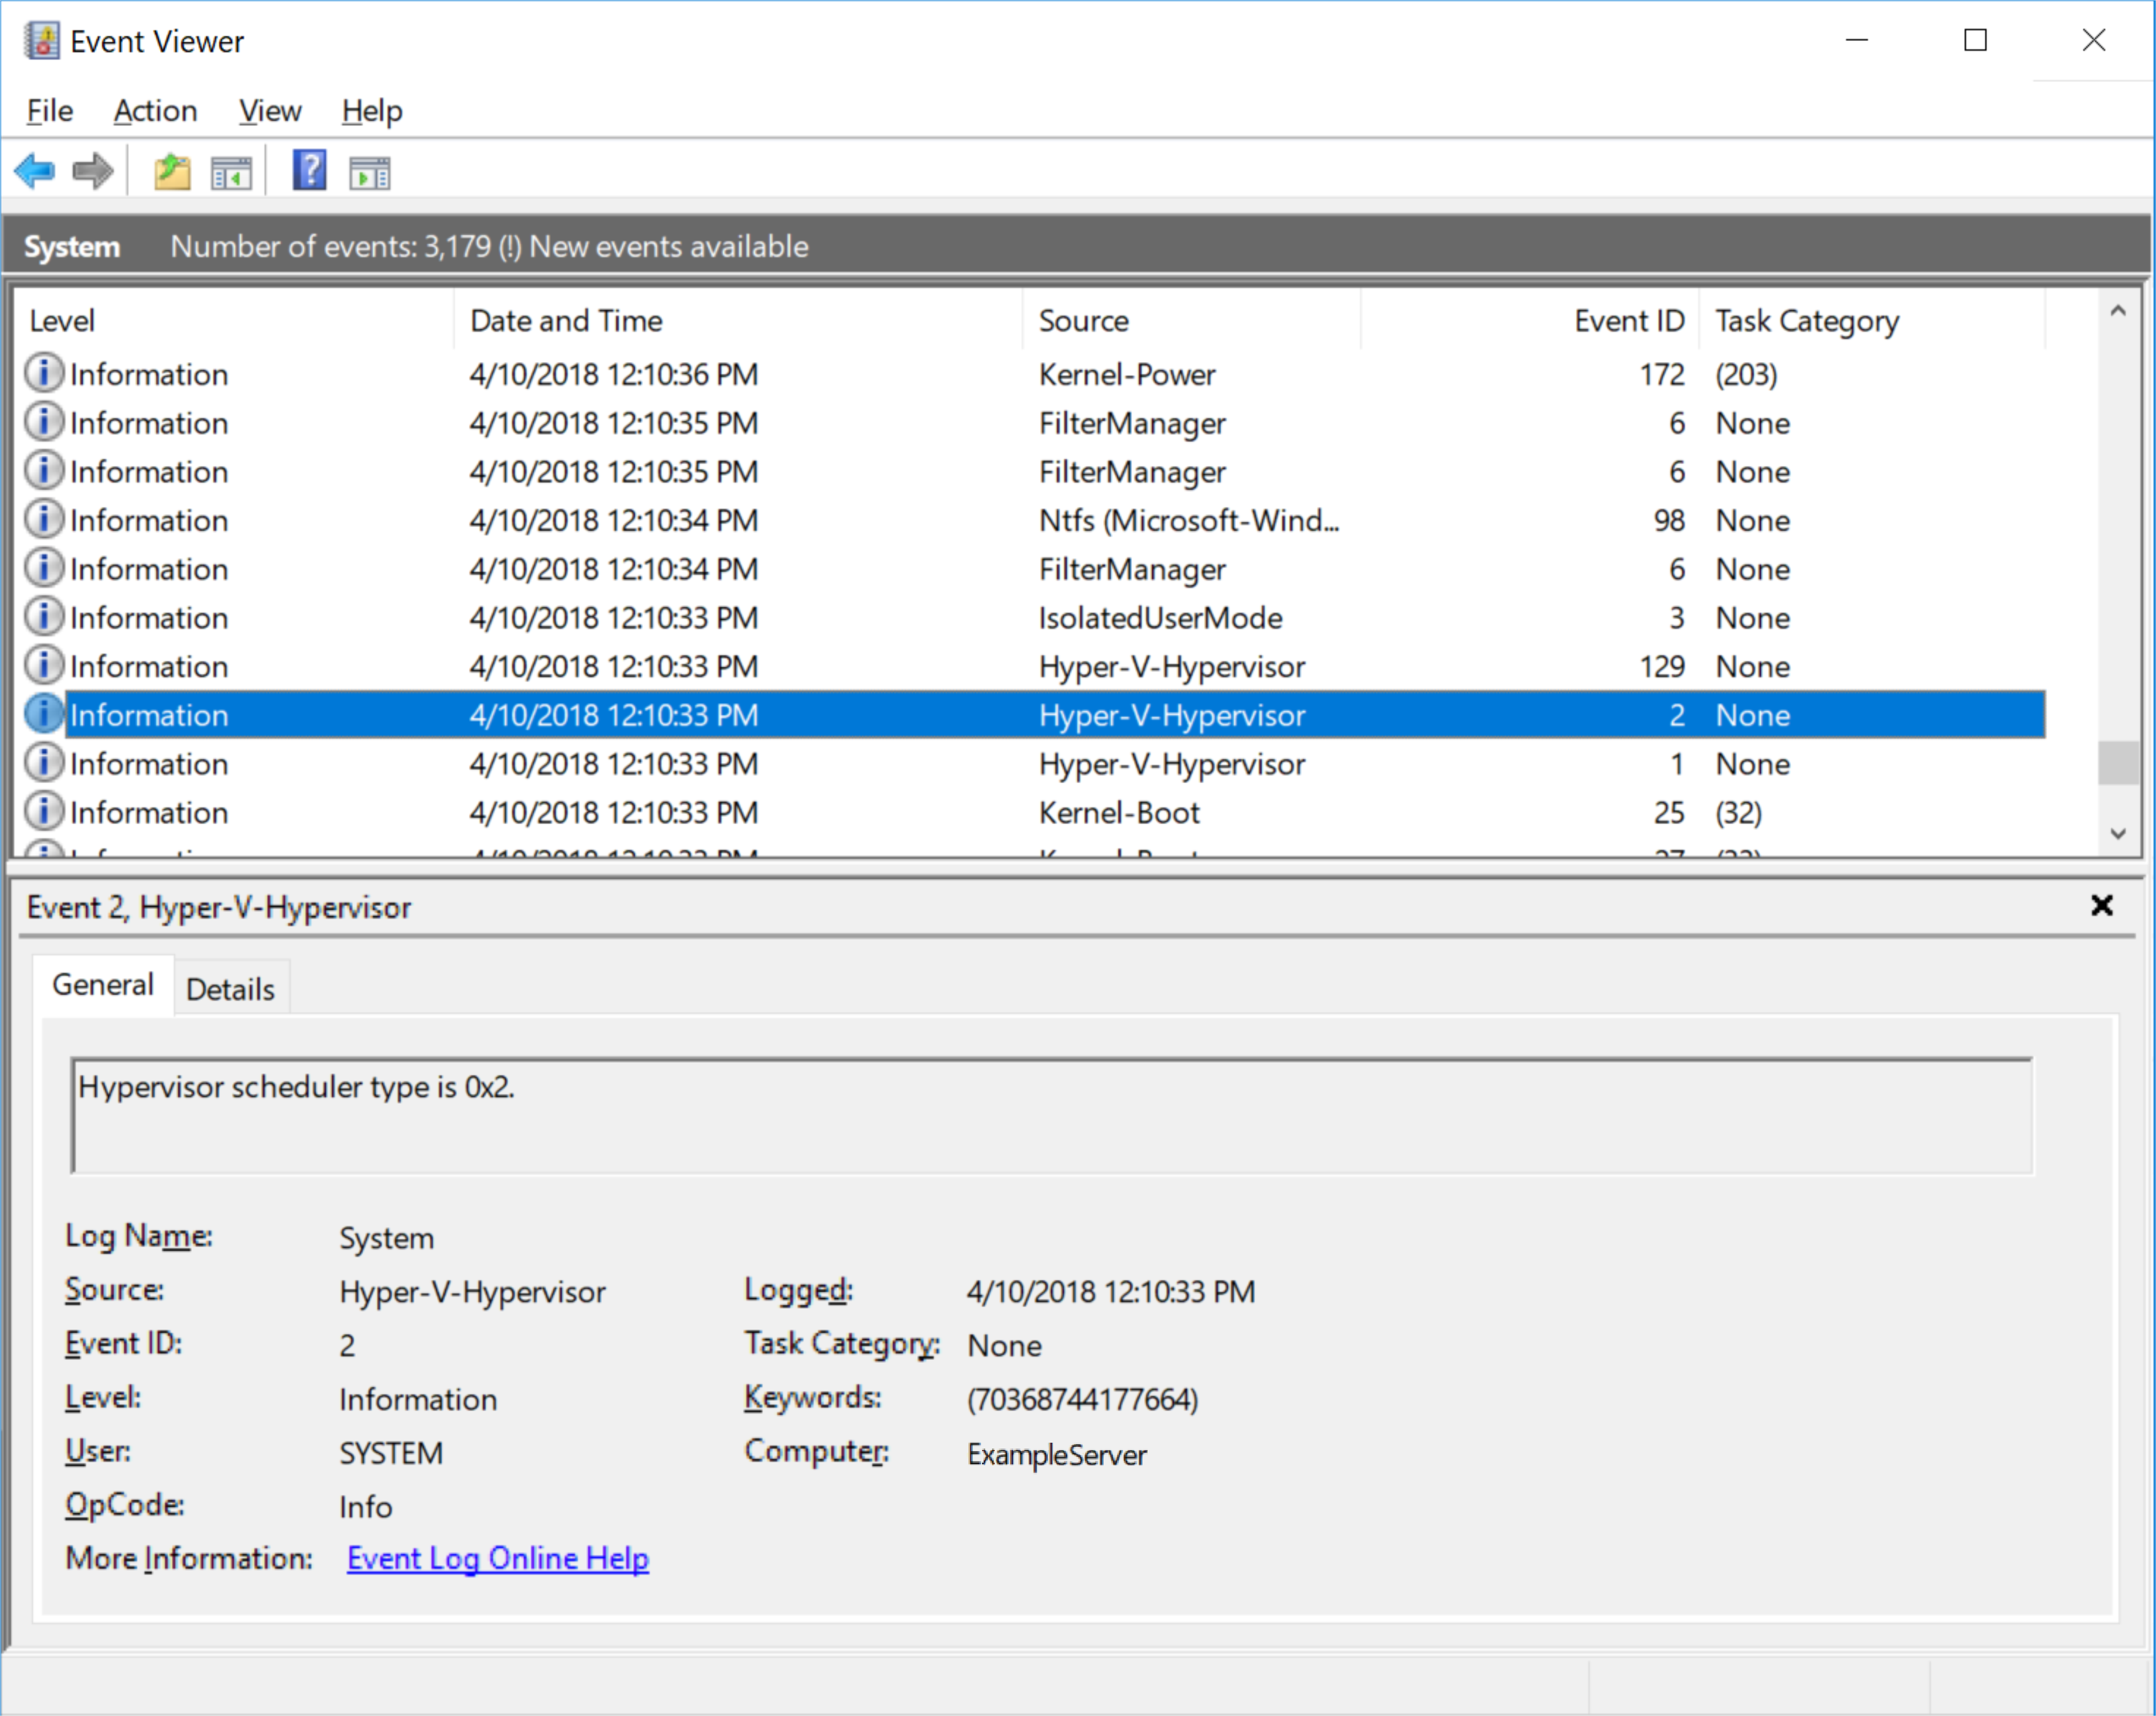 Event Viewer
File Action View Help
System Number of events: 3,179 (!) New events available
Level Date and Time Source Event ID Task Category
Information 4/10/2018 12:10:36 PM Kernel-Power 172 (203)
Information 4/10/2018 12:10:35 PM FilterManager 6 None
Information 4/10/2018 12:10:35 PM FilterManager 6 None
Information 4/10/2018 12:10:34 PM Ntfs (Microsoft-Wind... 98 None
Information 4/10/2018 12:10:34 PM FilterManager 6 None
Information 4/10/2018 12:10:33 PM IsolatedUserMode 3 None
Information 4/10/2018 12:10:33 PM Hyper-V-Hypervisor 129 None
Information 4/10/2018 12:10:33 PM Hyper-V-Hypervisor 2 None
Information 4/10/2018 12:10:33 PM Hyper-V-Hypervisor 1 None
Information 4/10/2018 12:10:33 PM Kernel-Boot 25 (32)
Event 2, Hyper-V-Hypervisor
General Details
Hypervisor scheduler type is 0x2.
Log Name: System
Source: Hyper-V-Hypervisor Logged: 4/10/2018 12:10:33 PM
Event ID: 2 Task Category: None
Level: Information Keywords: (70368744177664)
User: SYSTEM Computer: ExampleServer
OpCode: Info
More Information: Event Log Online Help